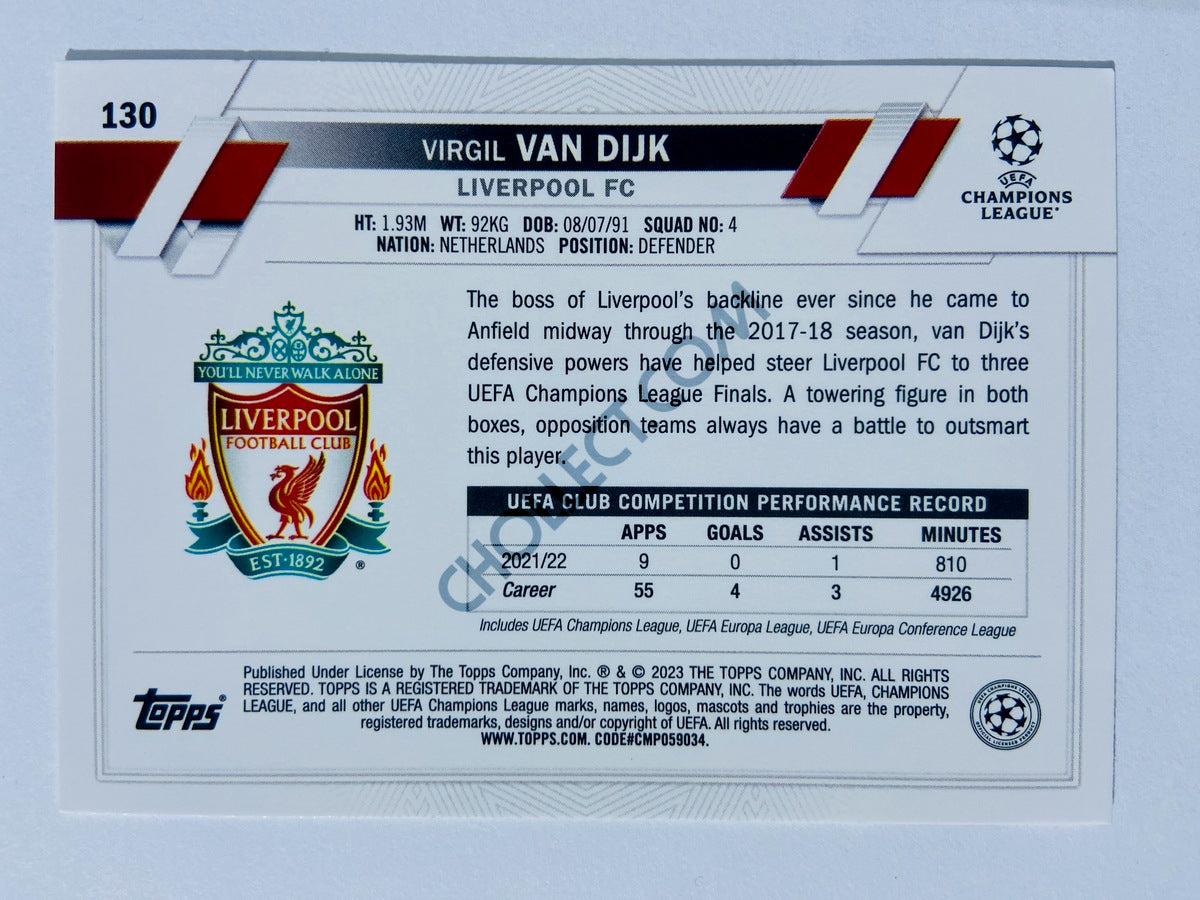 130
VIRGIL VAN DIJK
LIVERPOOL FC
HT: 1.93M WT: 92KG DOB: 08/07/91 SQUAD NO: 4
NATION: NETHERLANDS POSITION: DEFENDER
UEFA
CHAMPIONS
LEAGUE
YOU'LL NEVER WALK ALONE
LIVERPOOL
FOOTBALL CLUB
EST·1892 ®
The boss of Liverpool's backline ever since he came to
Anfield midway through the 2017-18 season, van Dijk's
defensive powers have helped steer Liverpool FC to three
UEFA Champions League Finals. A towering figure in both
boxes, opposition teams always have a battle to outsmart
this player.
CHOLLECT.COM
UEFA CLUB COMPETITION PERFORMANCE RECORD
APPS GOALS ASSISTS MINUTES
2021/22 9 0 1 810
Career 55 4 3 4926
Includes UEFA Champions League, UEFA Europa League, UEFA Europa Conference League
Topps®
Published Under License by The Topps Company, Inc. ® & © 2023 THE TOPPS COMPANY, INC. ALL RIGHTS
RESERVED. TOPPS IS A REGISTERED TRADEMARK OF THE TOPPS COMPANY, INC. The words UEFA, CHAMPIONS
LEAGUE, and all other UEFA Champions League marks, names, logos, mascots and trophies are the property,
registered trademarks, designs and/or copyright of UEFA. All rights reserved.
WWW.TOPPS.COM. CODE#CMP059034.
UEFA CHAMPIONS LEAGUE
OFFICIAL LICENSED PRODUCT